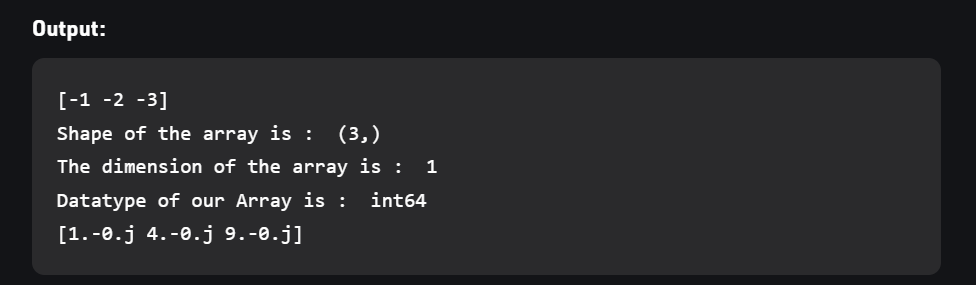 Output:
[-1 -2 -3]
Shape of the array is :  (3,)
The dimension of the array is :  1
Datatype of our Array is :  int64
[1.-0.j 4.-0.j 9.-0.j]